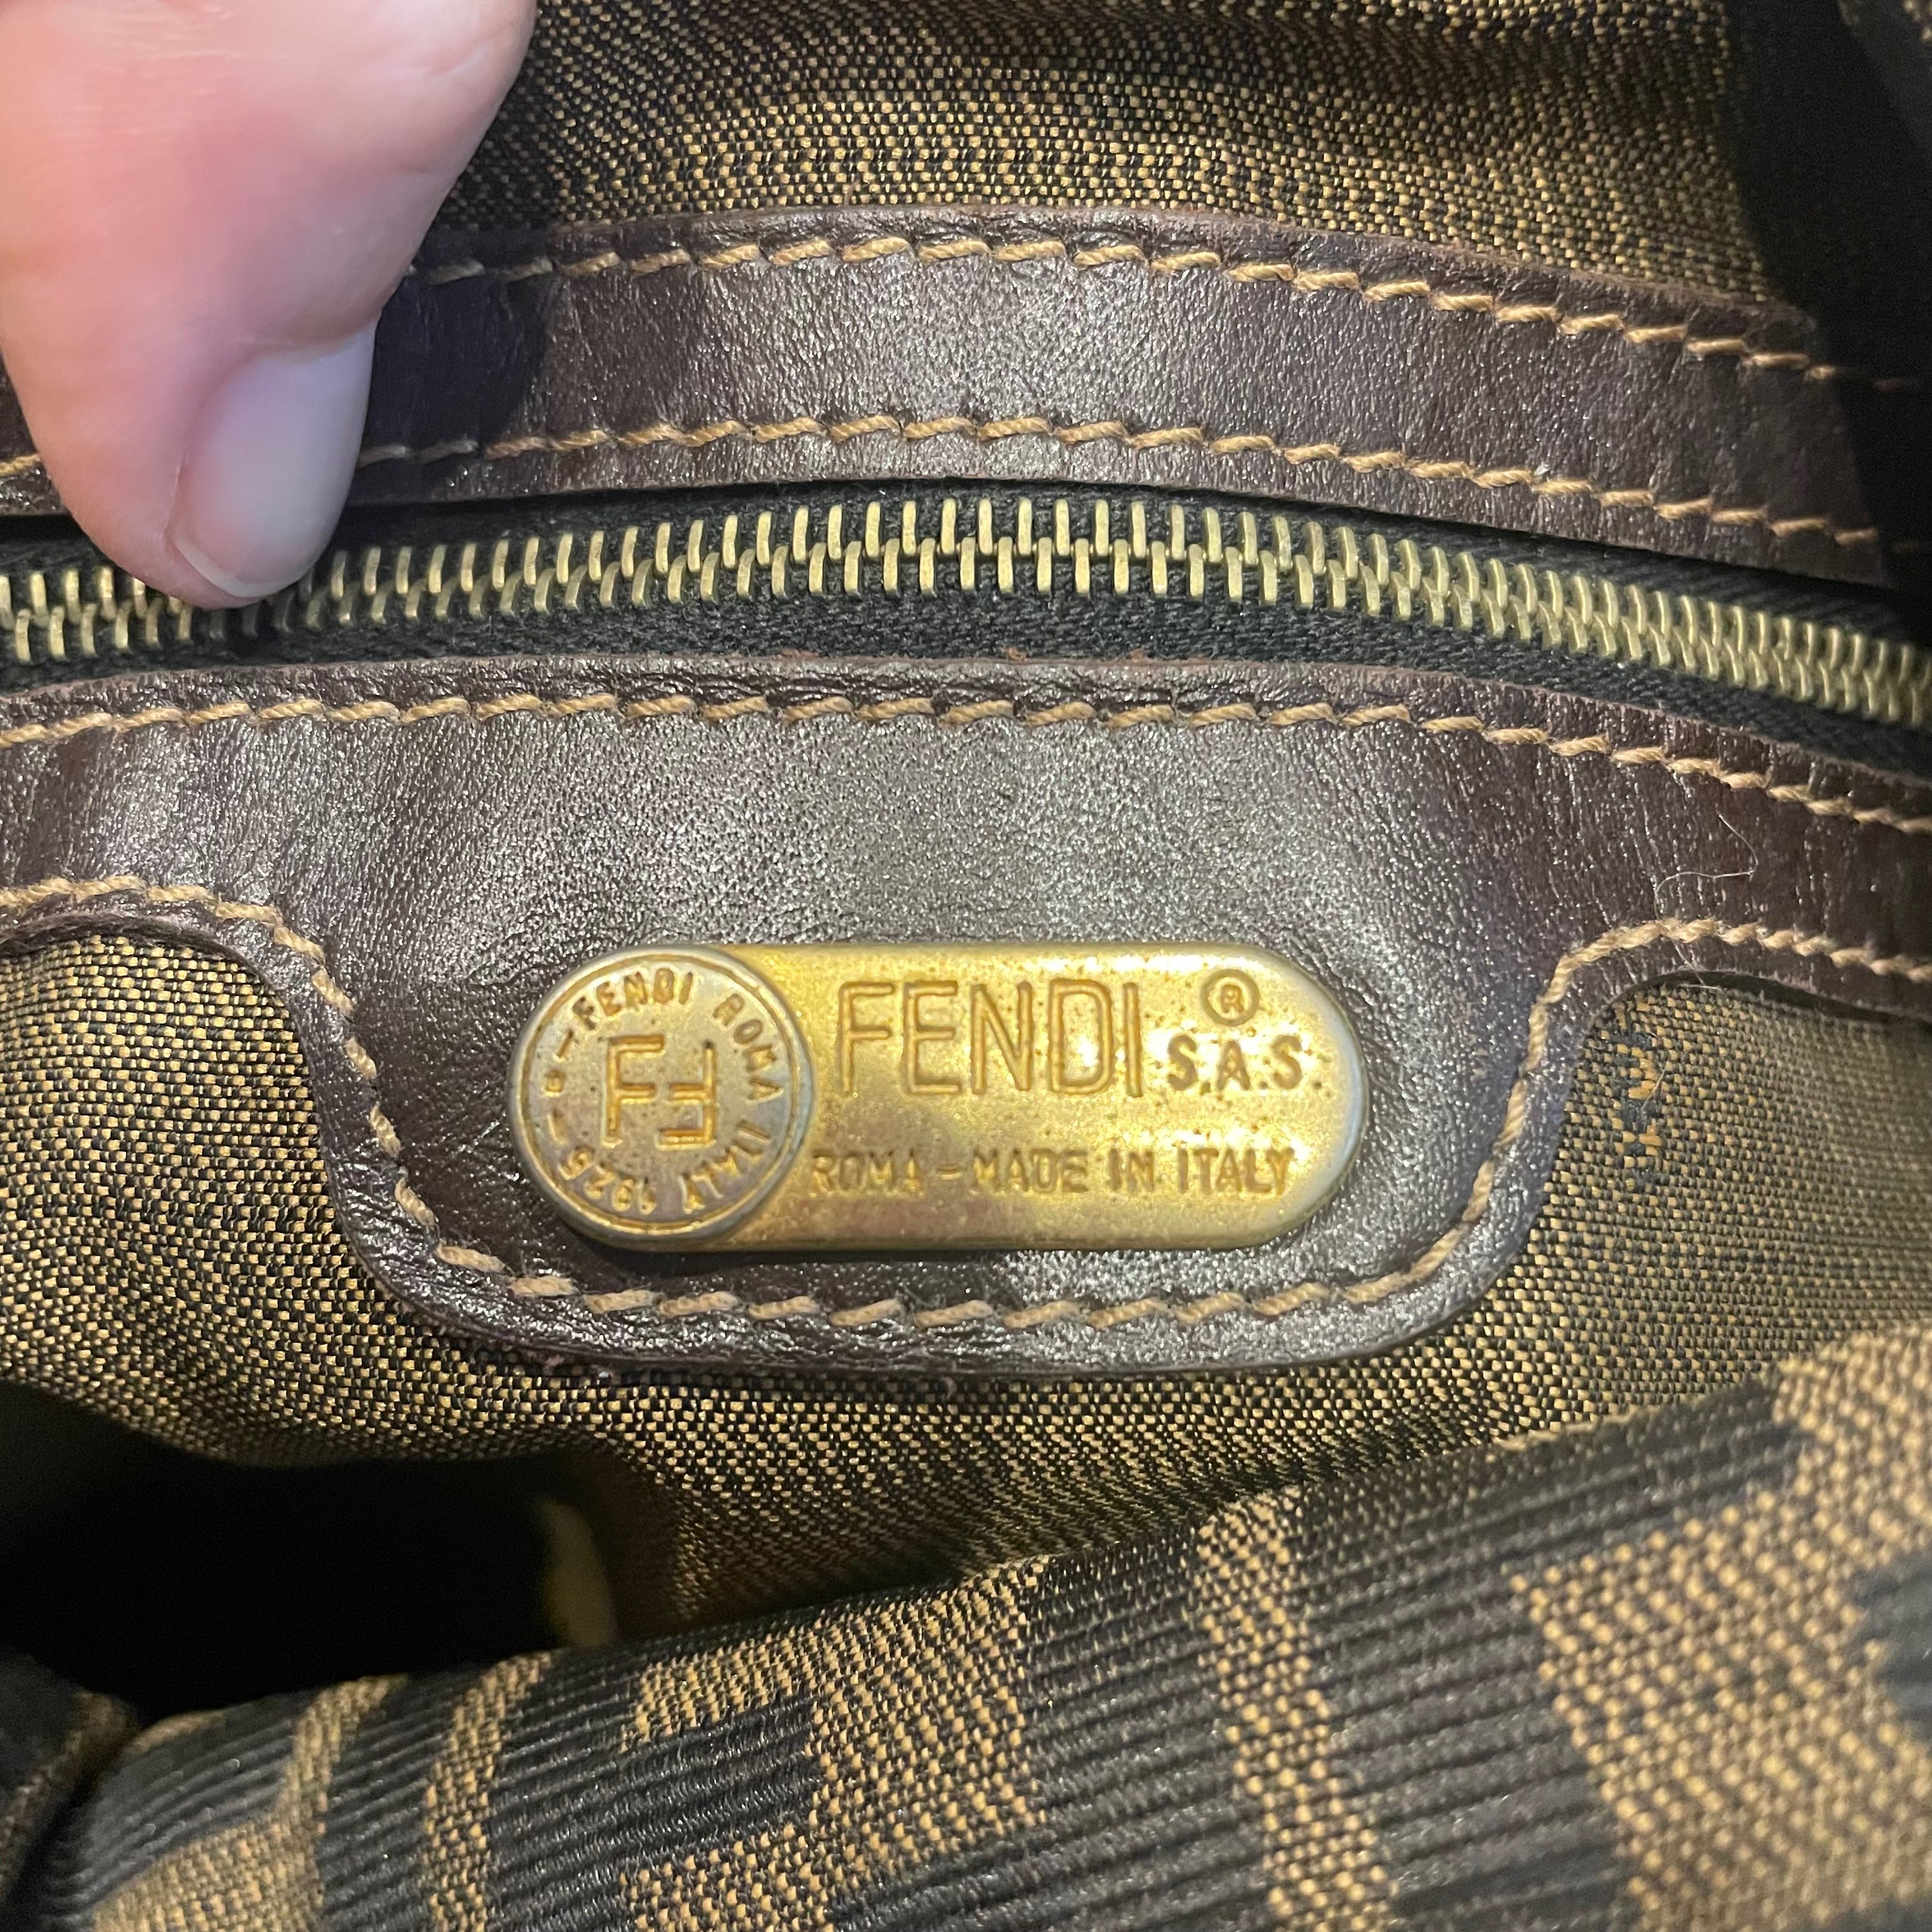 FENDI ROMA ITALY 1925
FF
FENDI ®
S.A.S.
ROMA - MADE IN ITALY